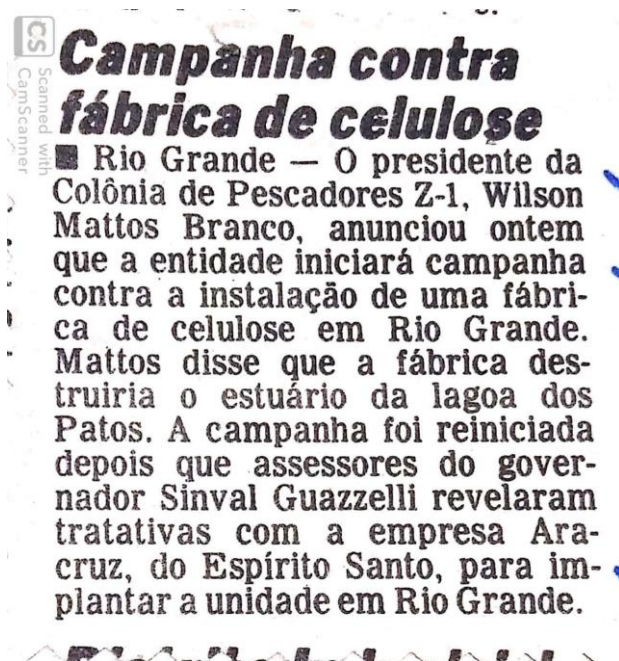 CS Scanned with CamScanner
Campanha contra
fábrica de celulose
■ Rio Grande — O presidente da
Colônia de Pescadores Z-1, Wilson
Mattos Branco, anunciou ontem
que a entidade iniciará campanha
contra a instalação de uma fábri-
ca de celulose em Rio Grande.
Mattos disse que a fábrica des-
truiria o estuário da lagoa dos
Patos. A campanha foi reiniciada
depois que assessores do gover-
nador Sinval Guazzelli revelaram
tratativas com a empresa Ara-
cruz, do Espírito Santo, para im-
plantar a unidade em Rio Grande.